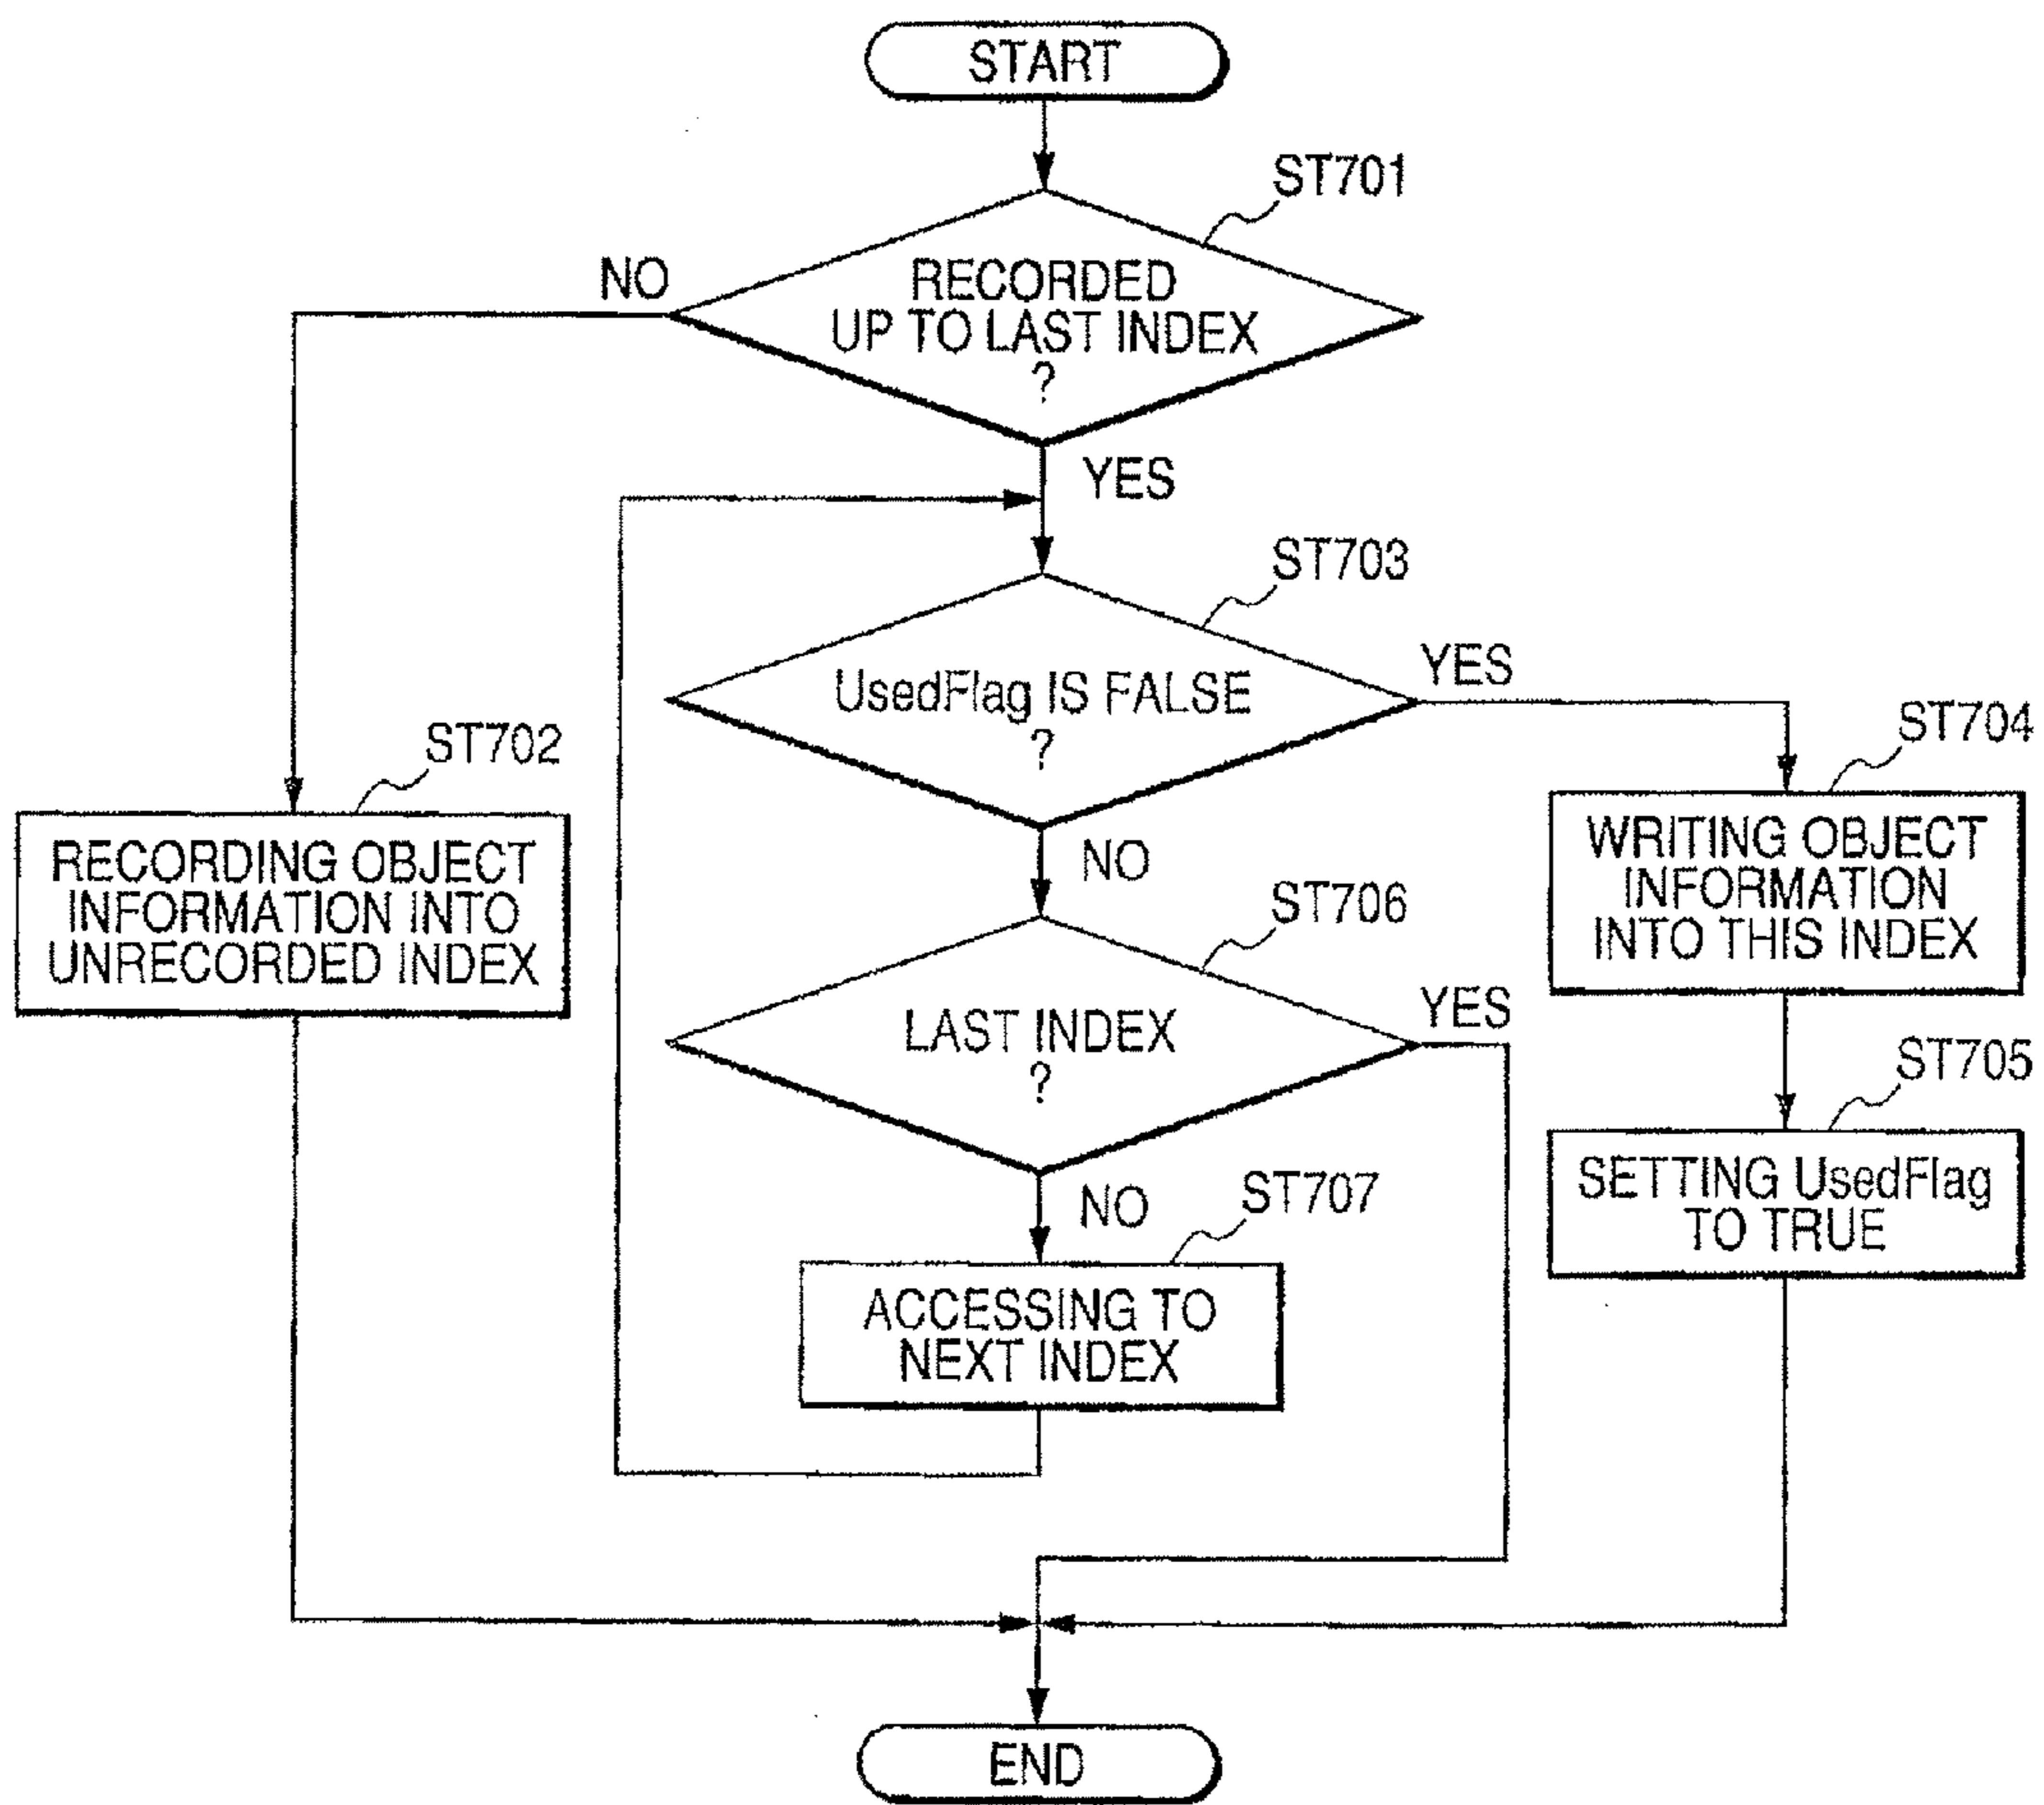 START
ST701
NO
RECORDED
UP TO LAST INDEX
?
YES
ST703
UsedFlag IS FALSE
?
YES
ST702
RECORDING OBJECT
INFORMATION INTO
UNRECORDED INDEX
NO
ST704
WRITING OBJECT
INFORMATION
INTO THIS INDEX
ST706
LAST INDEX
?
YES
ST705
SETTING UsedFlag
TO TRUE
NO
ST707
ACCESSING TO
NEXT INDEX
END